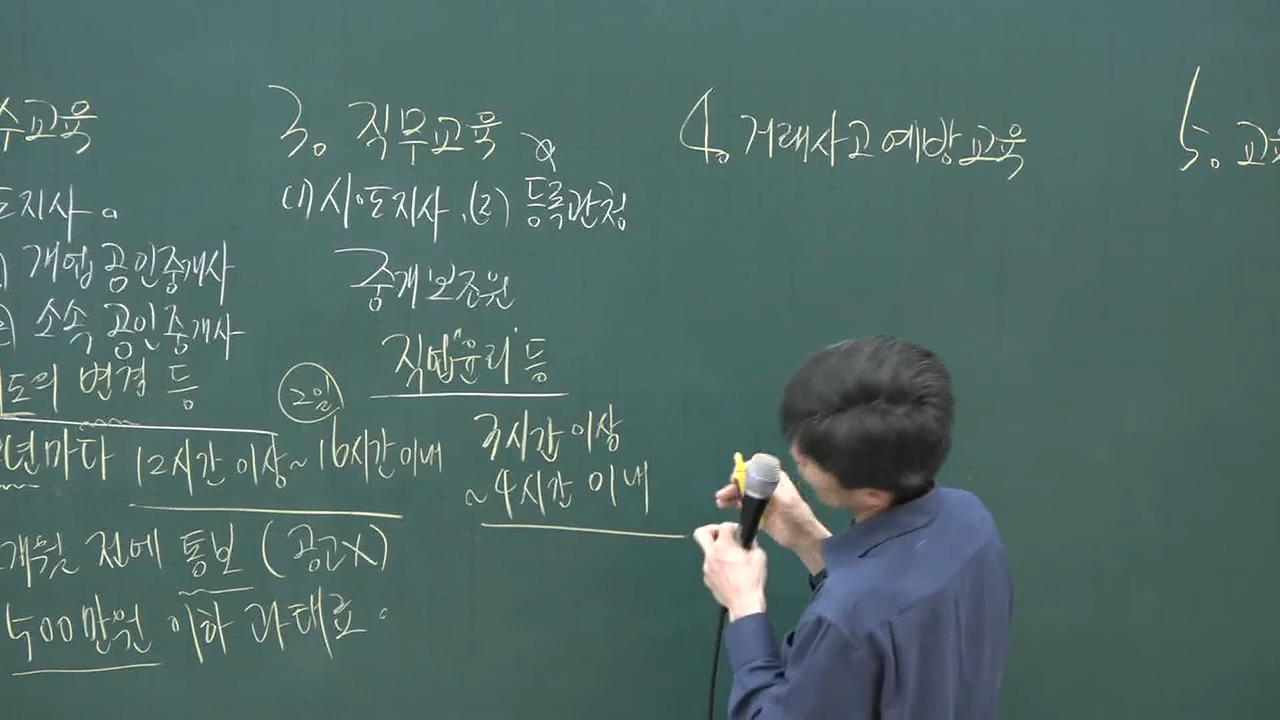 수교육
도지사.
개업공인중개사
소속 공인중개사
도의 변경 등
년마다 12시간 이상~16시간이내
2일
개월 전에 통보 (공고X)
500만원 이하 과태료.
3. 직무교육
(1) 시·도지사, (2) 등록관청
중개보조원
직업"윤리"등
3시간 이상
~4시간 이내
4. 거래사고예방교육
5. 교육